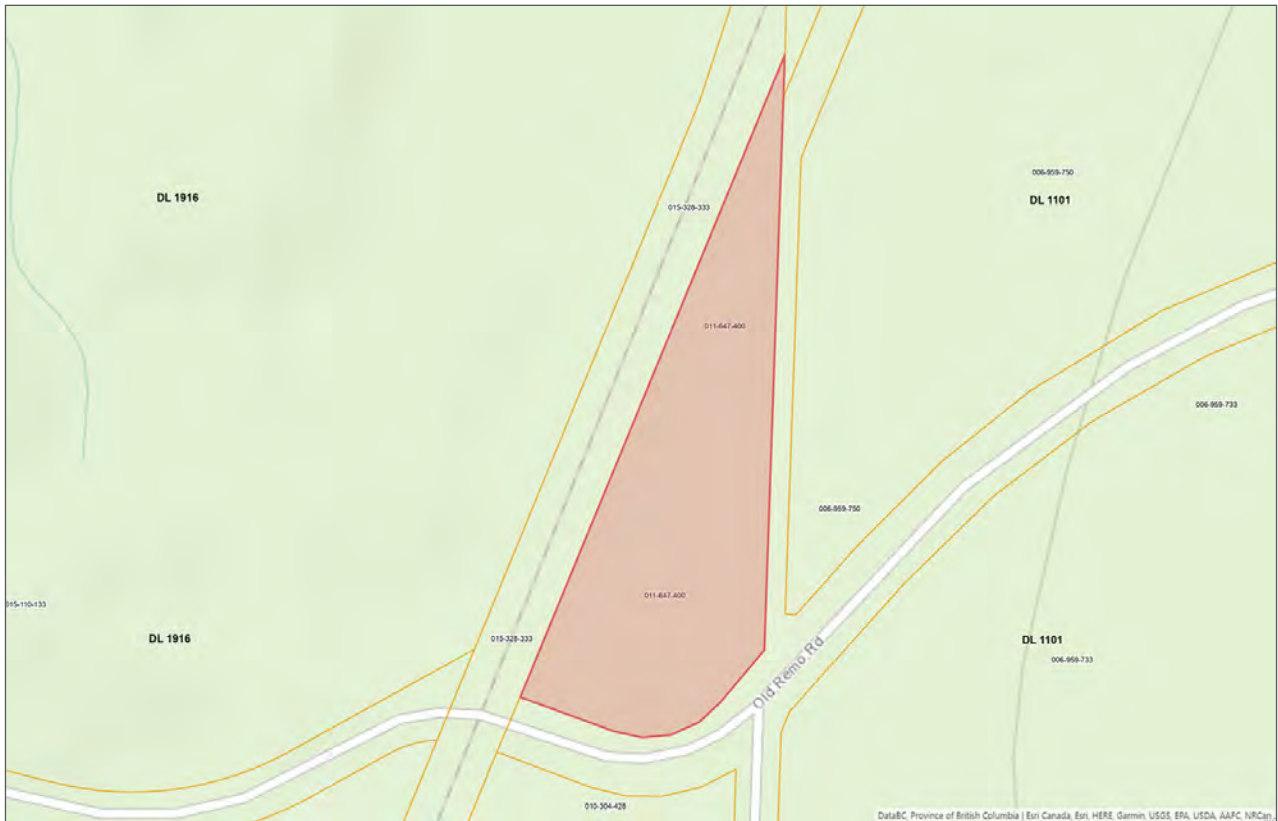 006-959-750
DL 1916
DL 1101
015-328-333
011-647-400
006-959-733
006-959-750
011-647-400
015-110-133
DL 1916
015-328-333
DL 1101
Old Remo Rd
006-959-733
010-304-428
DataBC, Province of British Columbia | Esri Canada, Esri, HERE, Garmin, USGS, EPA, USDA, AAFC, NRCan